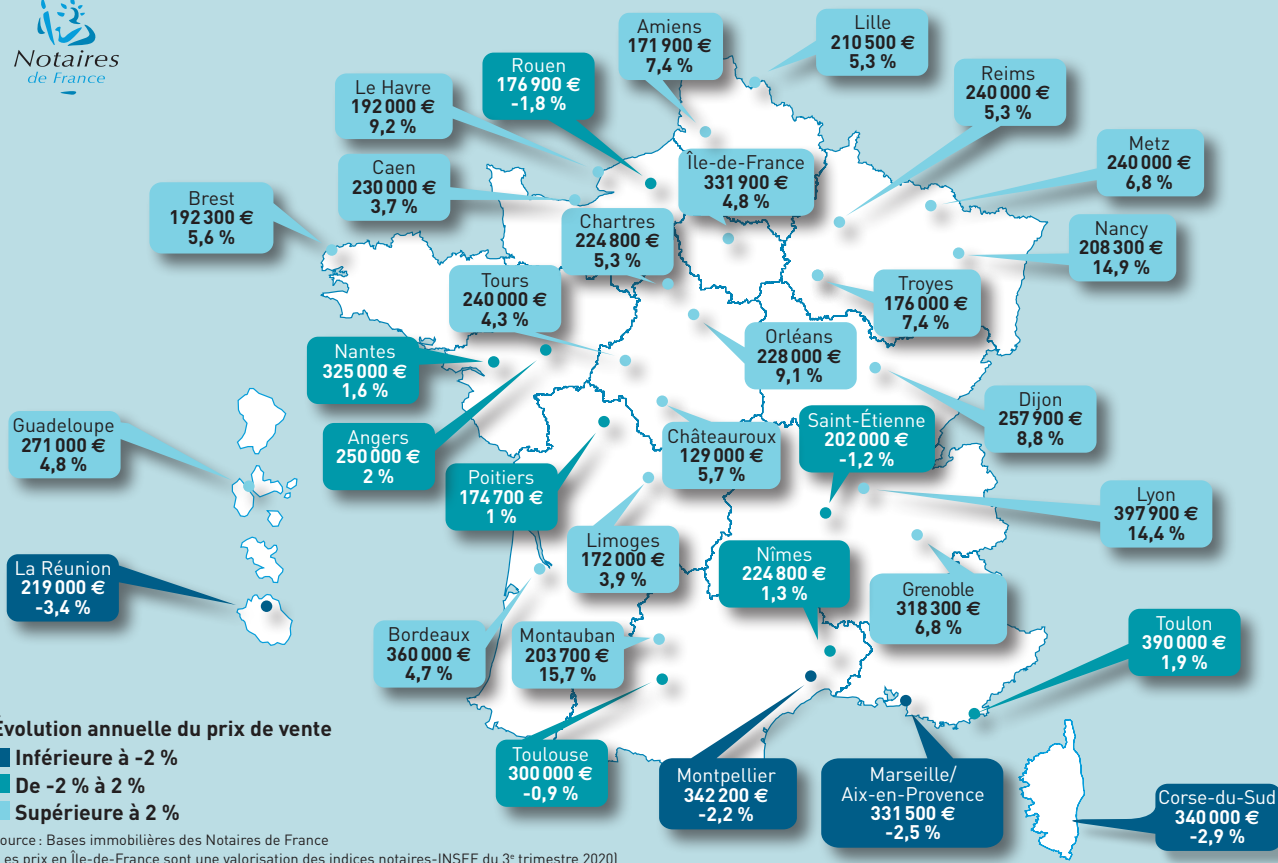 Notaires
de France
Amiens
171 900 €
7,4 %
Lille
210 500 €
5,3 %
Rouen
176 900 €
-1,8 %
Reims
240 000 €
5,3 %
Le Havre
192 000 €
9,2 %
Metz
240 000 €
6,8 %
Île-de-France
331 900 €
4,8 %
Caen
230 000 €
3,7 %
Brest
192 300 €
5,6 %
Chartres
224 800 €
5,3 %
Nancy
208 300 €
14,9 %
Tours
240 000 €
4,3 %
Troyes
176 000 €
7,4 %
Orléans
228 000 €
9,1 %
Nantes
325 000 €
1,6 %
Dijon
257 900 €
8,8 %
Guadeloupe
271 000 €
4,8 %
Angers
250 000 €
2 %
Châteauroux
129 000 €
5,7 %
Saint-Étienne
202 000 €
-1,2 %
Poitiers
174 700 €
1 %
Lyon
397 900 €
14,4 %
Limoges
172 000 €
3,9 %
Nîmes
224 800 €
1,3 %
La Réunion
219 000 €
-3,4 %
Grenoble
318 300 €
6,8 %
Bordeaux
360 000 €
4,7 %
Montauban
203 700 €
15,7 %
Toulon
390 000 €
1,9 %
Toulouse
300 000 €
-0,9 %
Montpellier
342 200 €
-2,2 %
Marseille/
Aix-en-Provence
331 500 €
-2,5 %
Corse-du-Sud
340 000 €
-2,9 %
Évolution annuelle du prix de vente
Inférieure à -2 %
De -2 % à 2 %
Supérieure à 2 %
ource : Bases immobilières des Notaires de France
es prix en Île-de-France sont une valorisation des indices notaires-INSEE du 3e trimestre 2020)